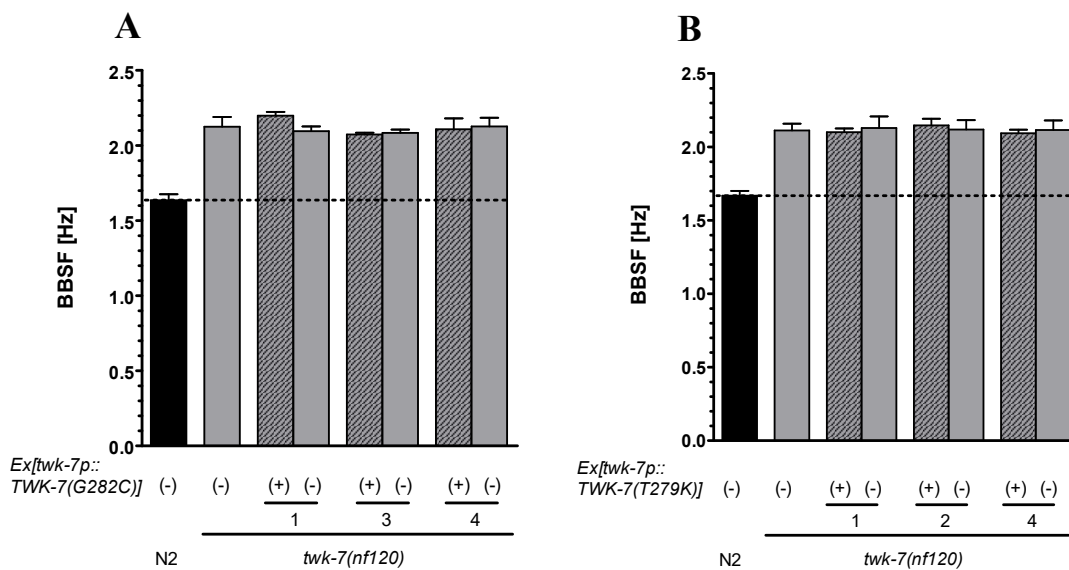 A
BBSF [Hz]
2.5
2.0
1.5
1.0
0.5
0.0
Ex[twk-7p::
TWK-7(G282C)]
(-) (-) (+) (-) (+) (-) (+) (-)
1 3 4
N2 twk-7(nf120)
B
BBSF [Hz]
2.5
2.0
1.5
1.0
0.5
0.0
Ex[twk-7p::
TWK-7(T279K)]
(-) (-) (+) (-) (+) (-) (+) (-)
1 2 4
N2 twk-7(nf120)